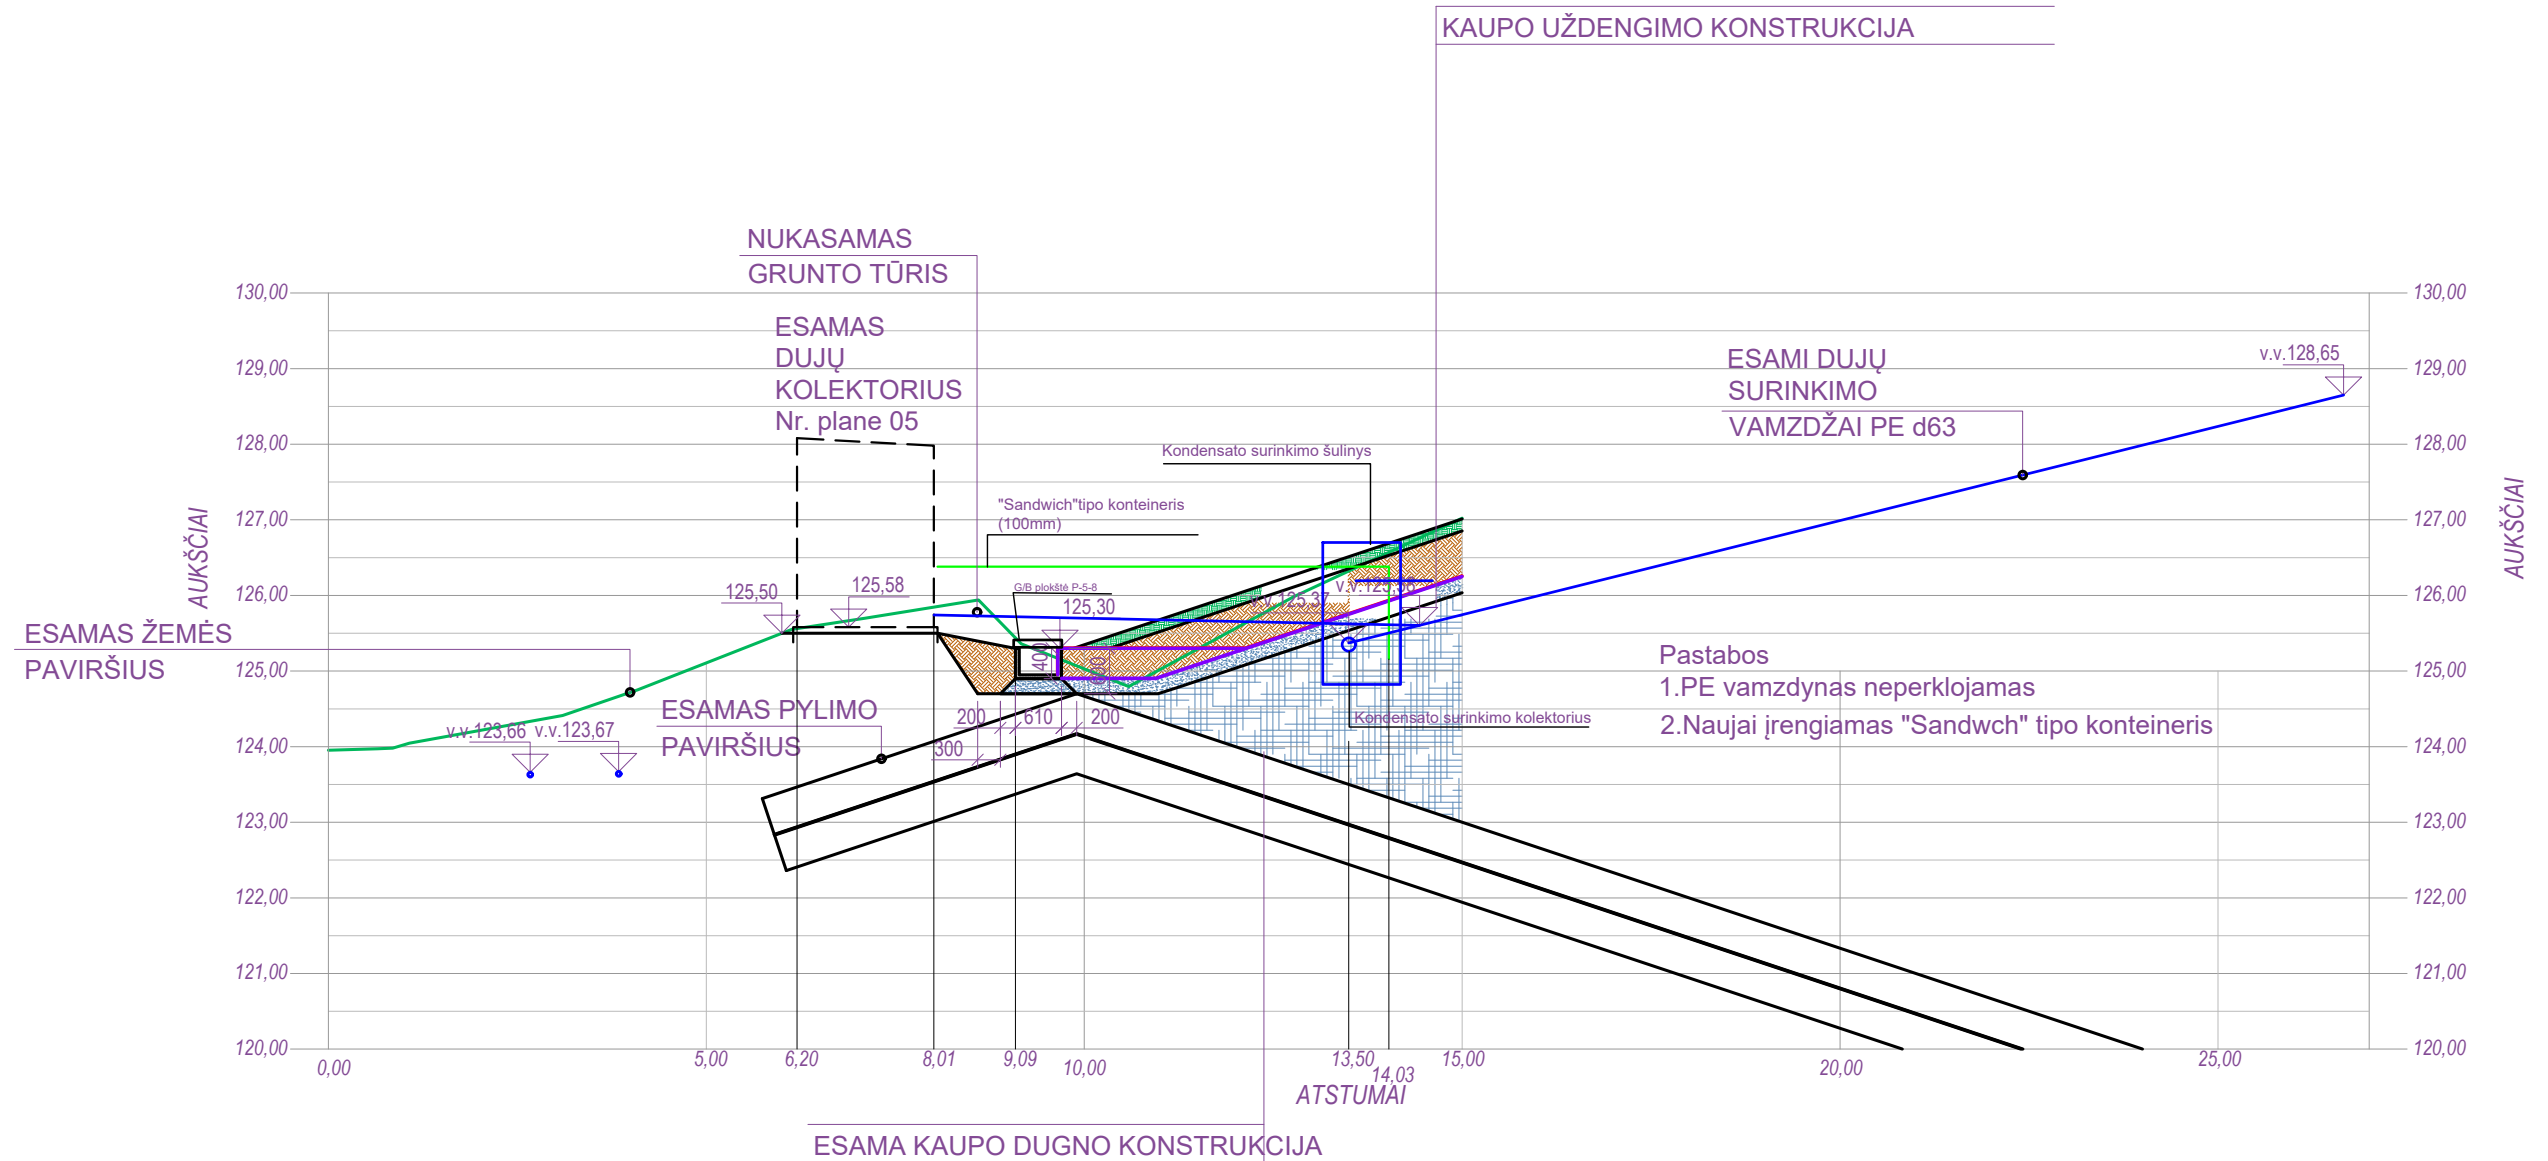 KAUPO UŽDENGIMO KONSTRUKCIJA
NUKASAMAS
GRUNTO TŪRIS
130,00
130,00
ESAMAS
DUJŲ
KOLEKTORIUS
Nr. plane 05
ESAMI DUJŲ
SURINKIMO
VAMZDŽAI PE d63
v.v.128,65
129,00
129,00
128,00
128,00
Kondensato surinkimo šulinys
"Sandwich"tipo konteineris
(100mm)
127,00
127,00
AUKŠČIAI
AUKŠČIAI
126,00
126,00
125,50
125,58
G/B plokštė P-5-8
125,30
v.v.125,37
v.v.125,58
ESAMAS ŽEMĖS
PAVIRŠIUS
125,00
125,00
400
600
Pastabos
1.PE vamzdynas neperklojamas
2.Naujai įrengiamas "Sandwch" tipo konteineris
ESAMAS PYLIMO
PAVIRŠIUS
200
610
200
300
Kondensato surinkimo kolektorius
v.v.123,66
v.v.123,67
124,00
124,00
123,00
123,00
122,00
122,00
121,00
121,00
120,00
120,00
0,00
5,00
6,20
8,01
9,09
10,00
13,50
14,03
15,00
20,00
25,00
ATSTUMAI
ESAMA KAUPO DUGNO KONSTRUKCIJA